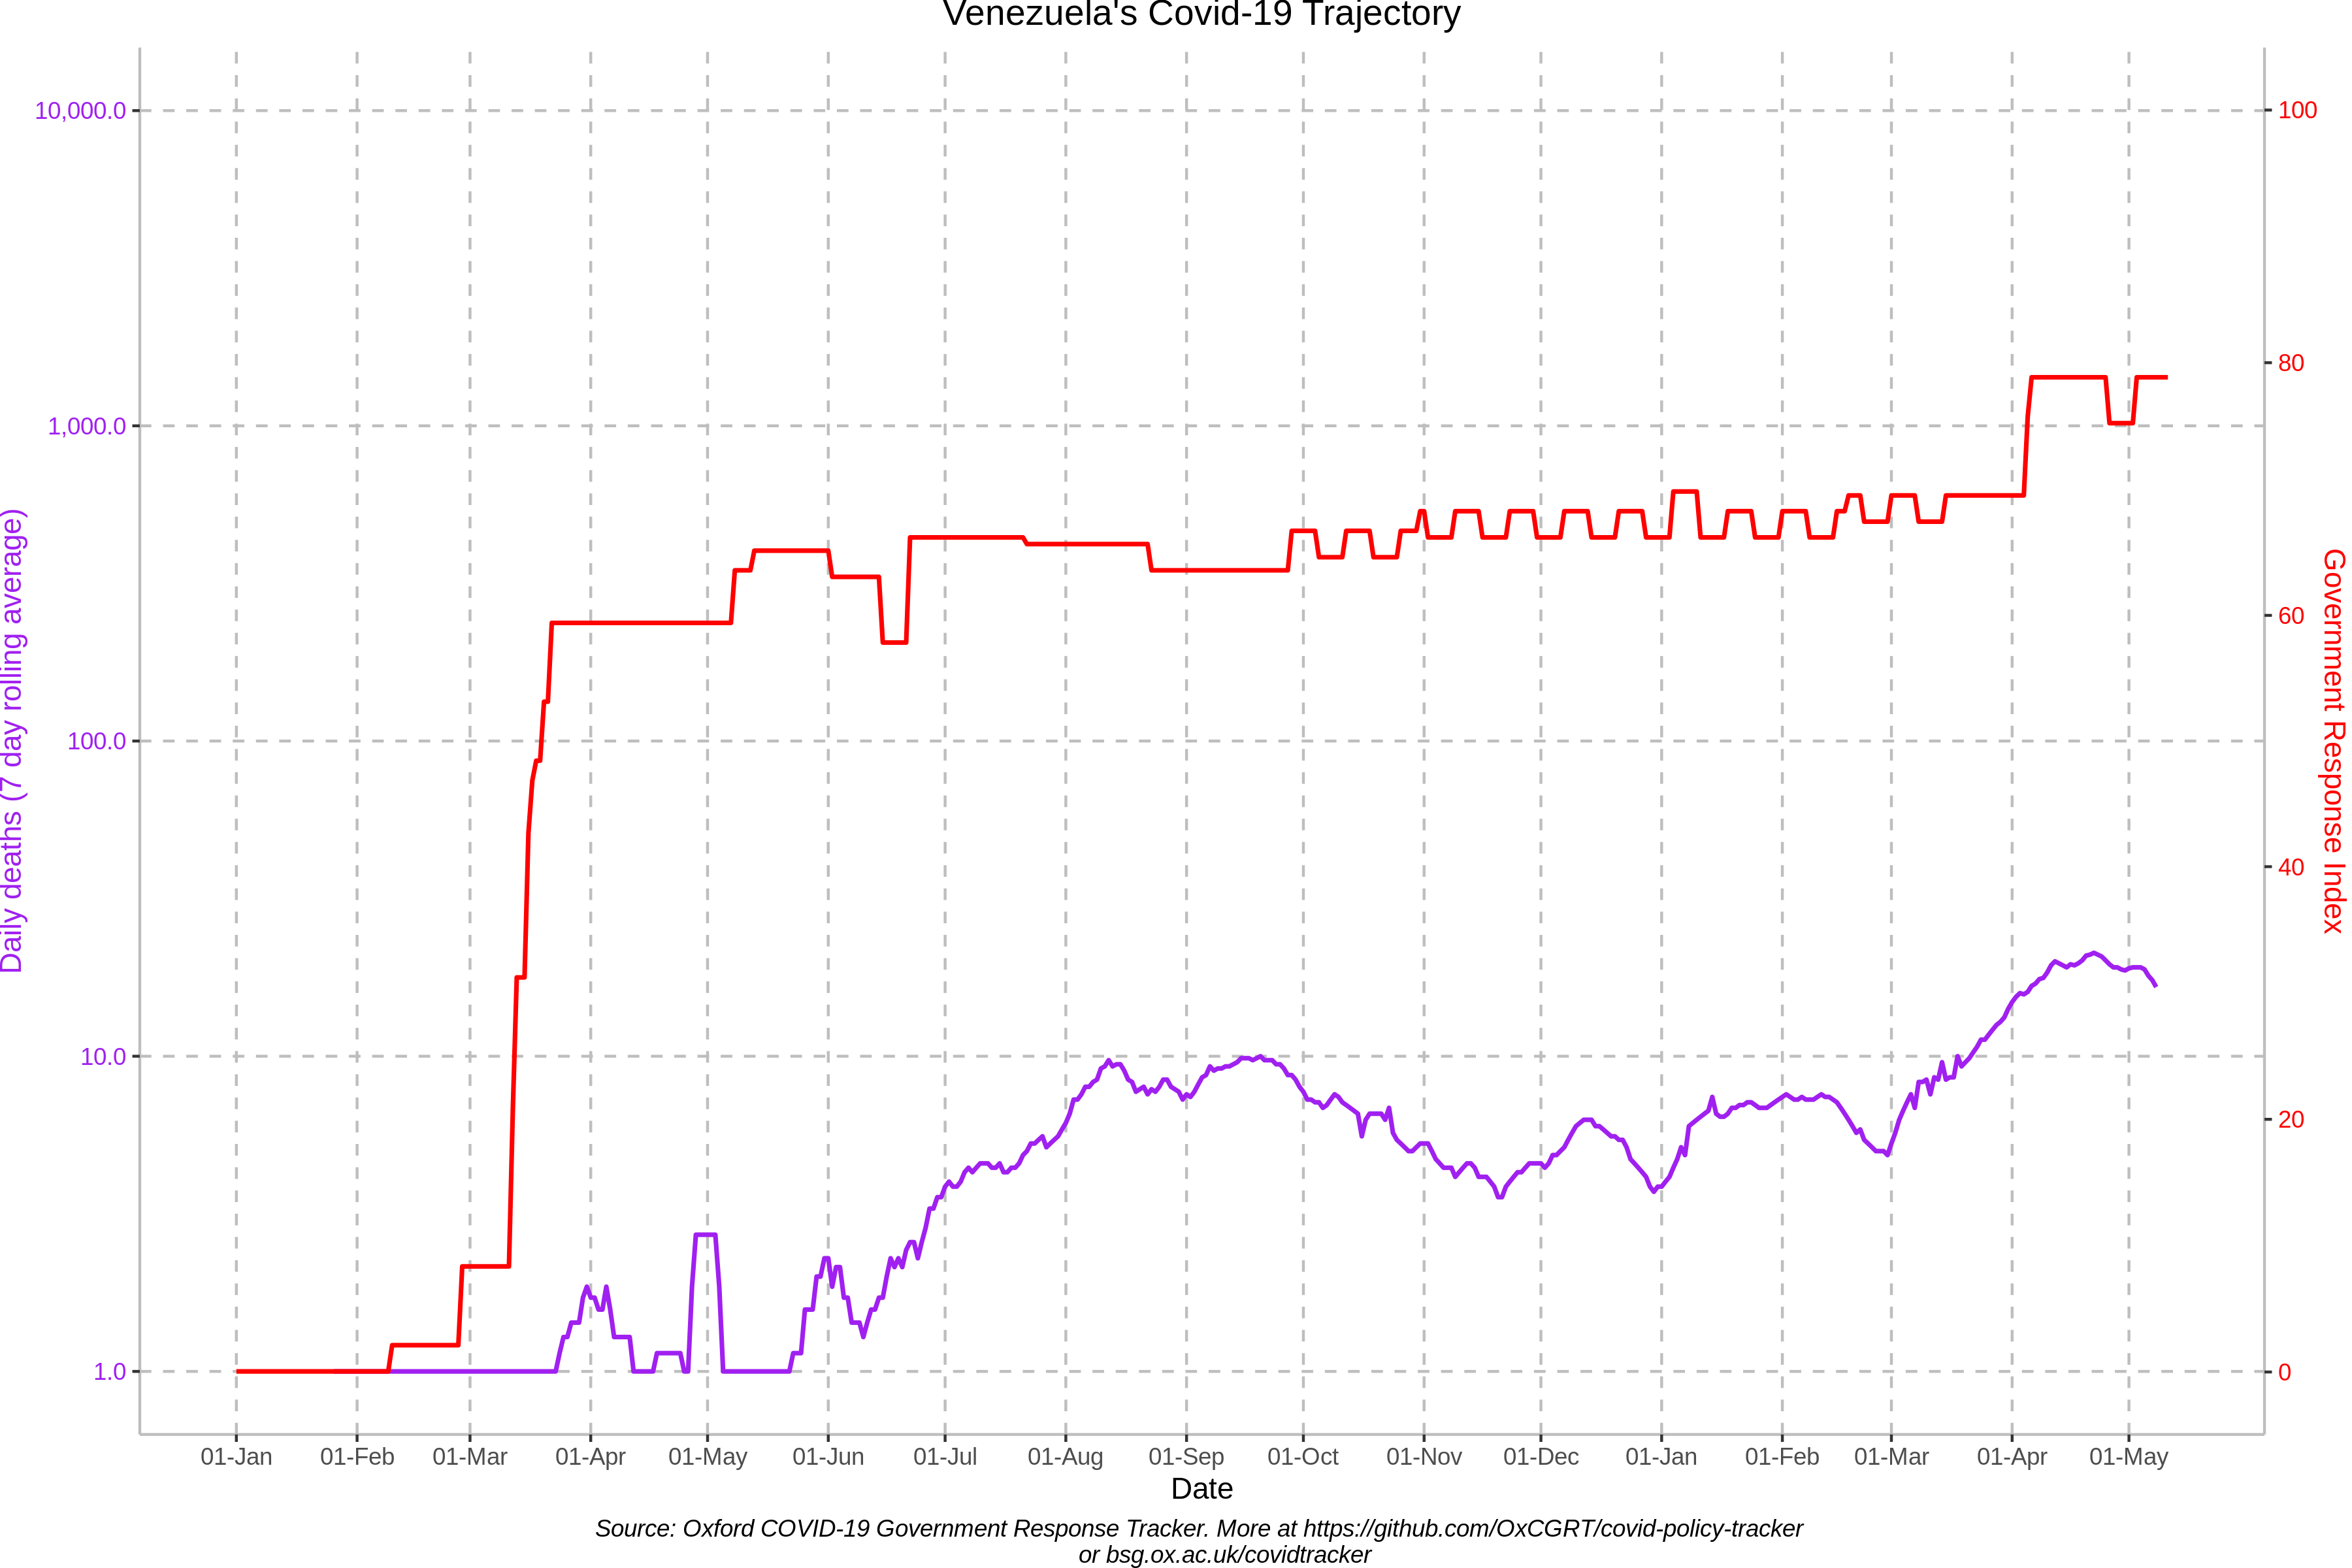 Venezuela's Covid-19 Trajectory
10,000.0
1,000.0
100.0
10.0
1.0
Daily deaths (7 day rolling average)
100
80
60
40
20
0
Government Response Index
01-Jan 01-Feb 01-Mar 01-Apr 01-May 01-Jun 01-Jul 01-Aug 01-Sep 01-Oct 01-Nov 01-Dec 01-Jan 01-Feb 01-Mar 01-Apr 01-May
Date
Source: Oxford COVID-19 Government Response Tracker. More at https://github.com/OxCGRT/covid-policy-tracker
or bsg.ox.ac.uk/covidtracker